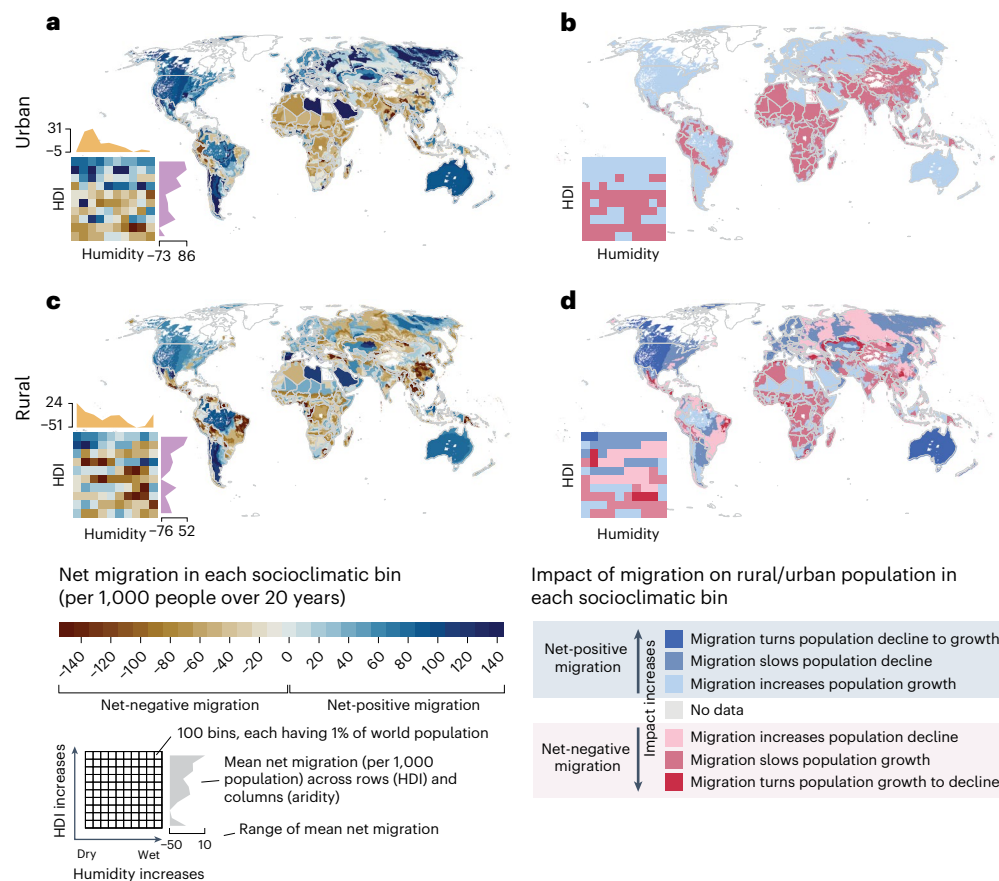 a
b
Urban
31
−5
HDI
Humidity
−73 86
HDI
Humidity
c
d
Rural
24
−51
HDI
Humidity
−76 52
HDI
Humidity
Net migration in each socioclimatic bin
(per 1,000 people over 20 years)
−140 −120 −100 −80 −60 −40 −20 0 20 40 60 80 100 120 140
Net-negative migration
Net-positive migration
100 bins, each having 1% of world population
Mean net migration (per 1,000
population) across rows (HDI) and
columns (aridity)
Range of mean net migration
HDI increases
Dry
Wet
−50 10
Humidity increases
Impact of migration on rural/urban population in
each socioclimatic bin
Net-positive
migration
Impact increases
Migration turns population decline to growth
Migration slows population decline
Migration increases population growth
No data
Net-negative
migration
Migration increases population decline
Migration slows population growth
Migration turns population growth to decline